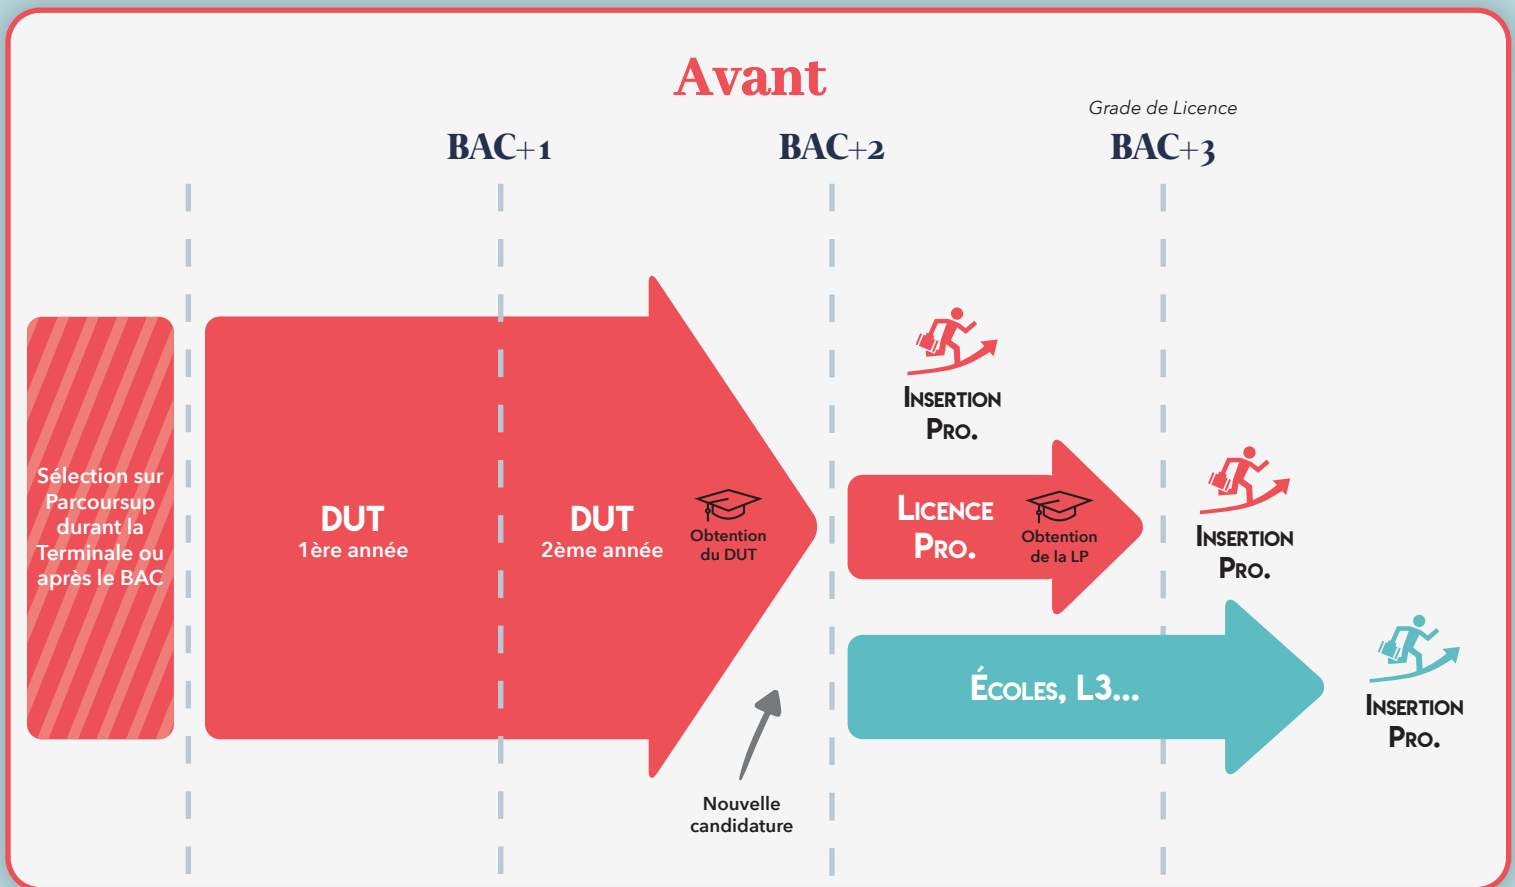 Avant
Grade de Licence
BAC+1
BAC+2
BAC+3
Sélection sur
Parcoursup
durant la
Terminale ou
après le BAC
DUT
1ère année
DUT
2ème année
Obtention
du DUT
Nouvelle
candidature
Insertion
Pro.
Licence
Pro.
Obtention
de la LP
Insertion
Pro.
Écoles, L3...
Insertion
Pro.